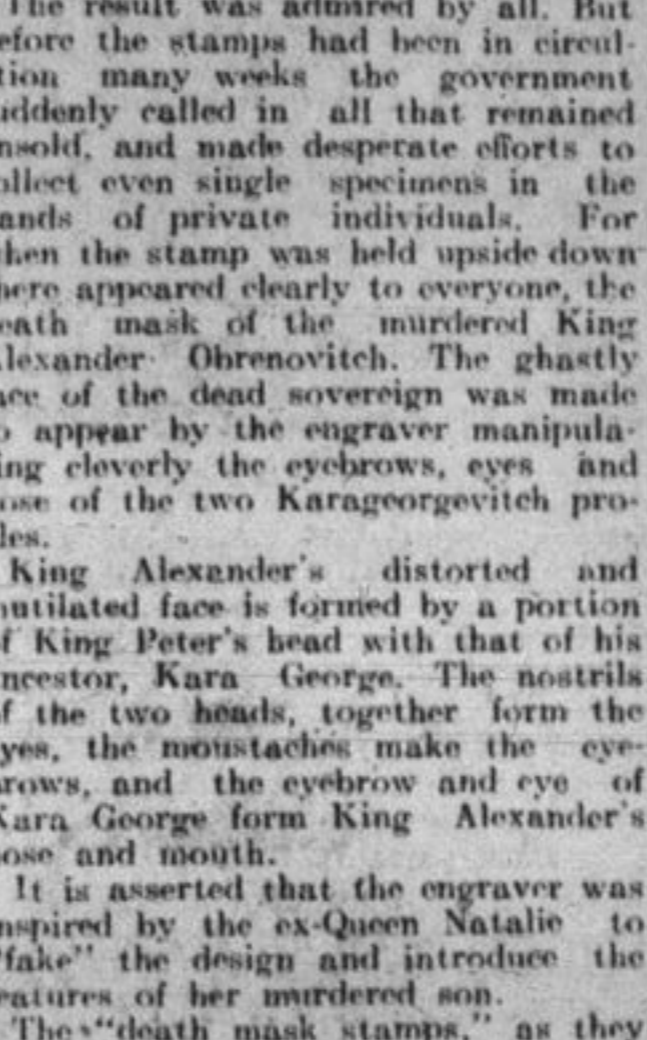 The result was admired by all. But
efore the stamps had been in circul-
tion many weeks the government
uddenly called in all that remained
nsold, and made desperate efforts to
ollect even single specimens in the
ands of private individuals. For
hen the stamp was held upside down
here appeared clearly to everyone, the
eath mask of the murdered King
lexander Obrenovitch. The ghastly
ace of the dead sovereign was made
o appear by the engraver manipula-
ing cleverly the eyebrows, eyes and
ose of the two Karageorgevitch pro-
les.
King Alexander's distorted and
utilated face is formed by a portion
f King Peter's head with that of his
ncestor, Kara George. The nostrils
f the two heads, together form the
yes, the moustaches make the eye-
rows, and the eyebrow and eye of
Kara George form King Alexander's
ose and mouth.
It is asserted that the engraver was
nspired by the ex-Queen Natalie to
"fake" the design and introduce the
eatures of her murdered son.
The "death mask stamps," as they